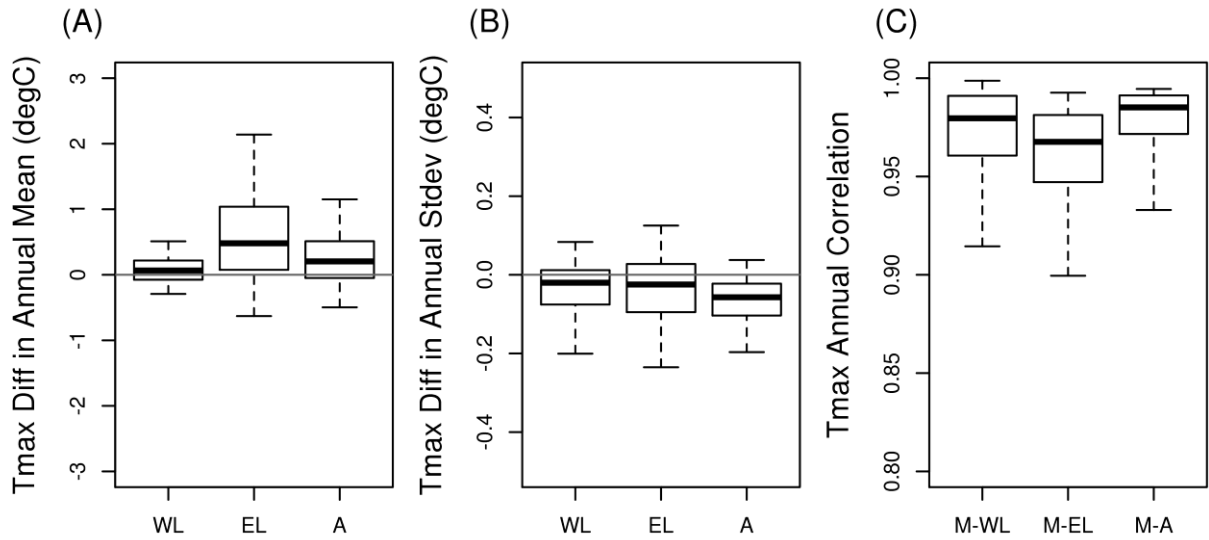 (A)
Tmax Diff in Annual Mean (degC)
3
2
1
0
-1
-2
-3
WL EL A
(B)
Tmax Diff in Annual Stdev (degC)
0.4
0.2
0.0
-0.2
-0.4
WL EL A
(C)
Tmax Annual Correlation
1.00
0.95
0.90
0.85
0.80
M-WL M-EL M-A